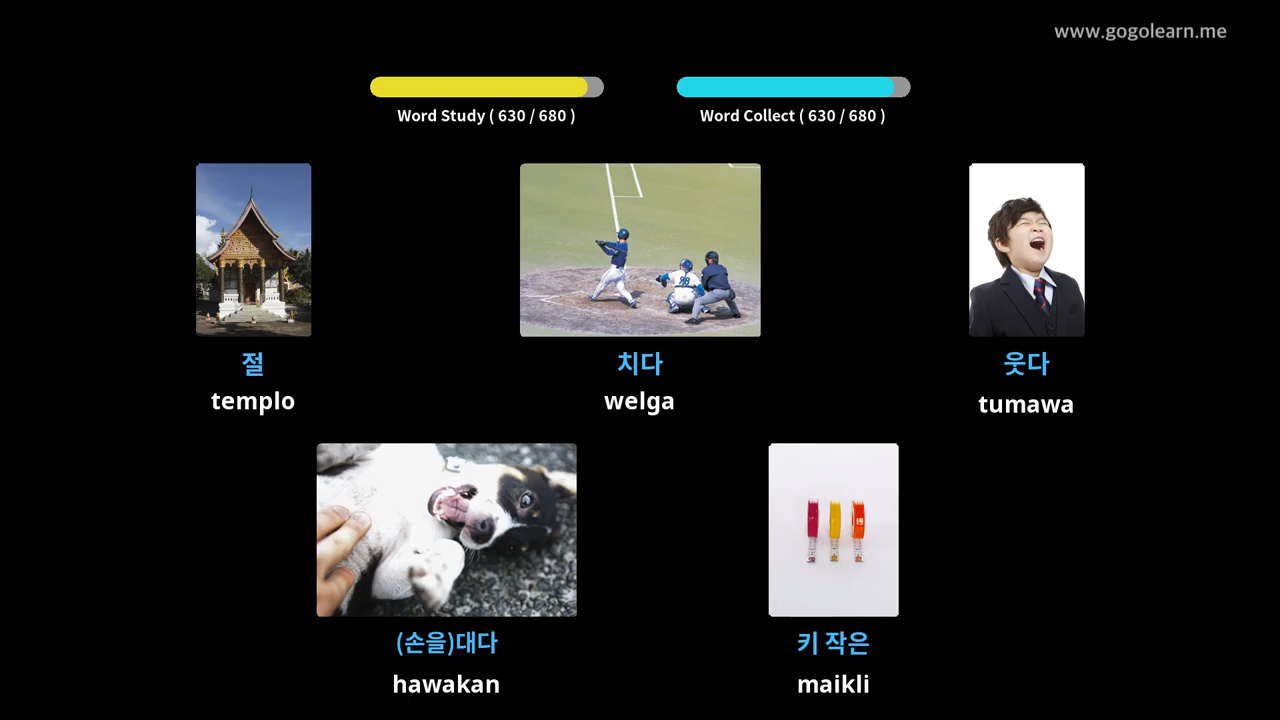 www.gogolearn.me
Word Study ( 630 / 680 )
Word Collect ( 630 / 680 )
절
templo
치다
welga
웃다
tumawa
(손을)대다
hawakan
키 작은
maikli